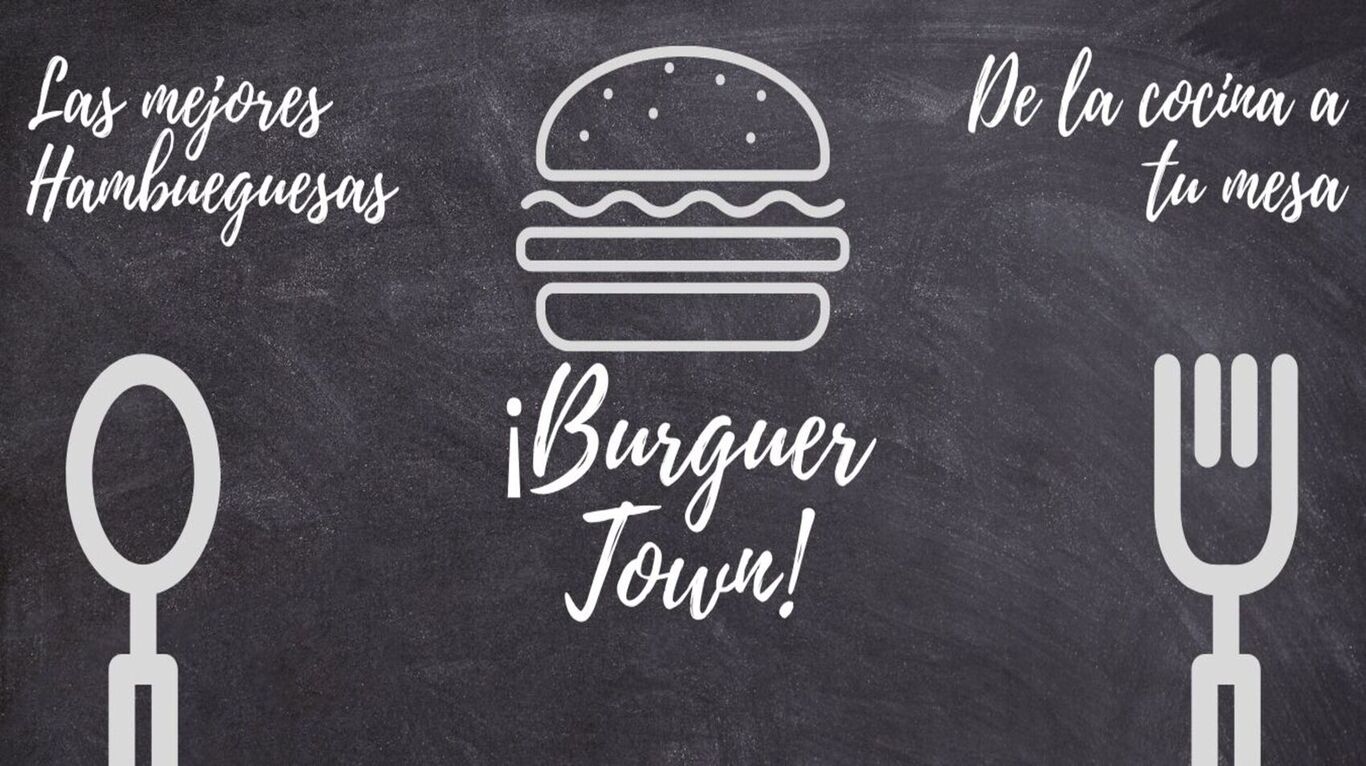 Las mejores
Hambueguesas
De la cocina a
tu mesa
¡Burguer
Town!